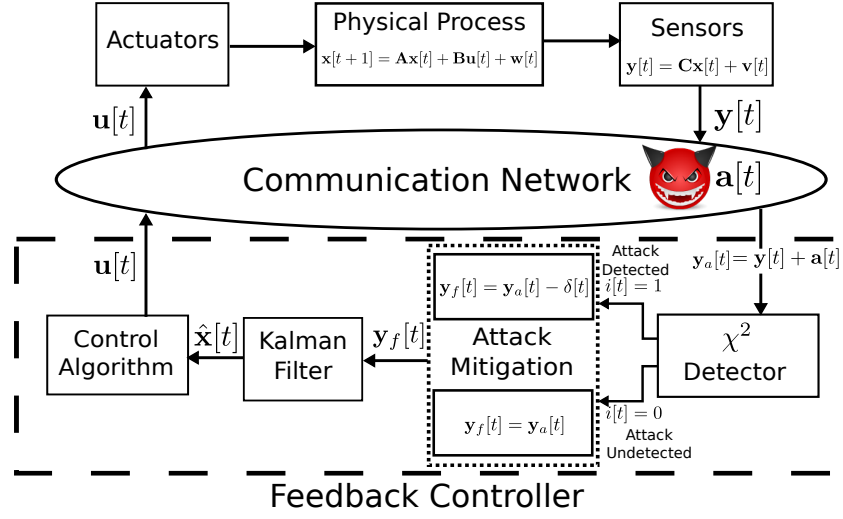 Actuators
Physical Process
x[t + 1] = Ax[t] + Bu[t] + w[t]
Sensors
y[t] = Cx[t] + v[t]
u[t]
y[t]
Communication Network
a[t]
u[t]
y_a[t] = y[t] + a[t]
Attack
Detected
i[t] = 1
y_f[t] = y_a[t] − δ[t]
Control
Algorithm
x̂[t]
Kalman
Filter
y_f[t]
Attack
Mitigation
χ²
Detector
y_f[t] = y_a[t]
i[t] = 0
Attack
Undetected
Feedback Controller